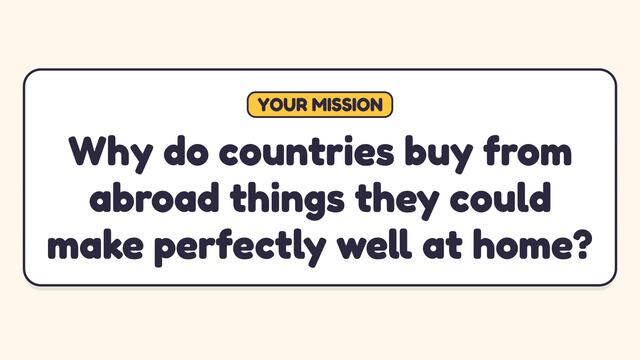 YOUR MISSION
Why do countries buy from
abroad things they could
make perfectly well at home?